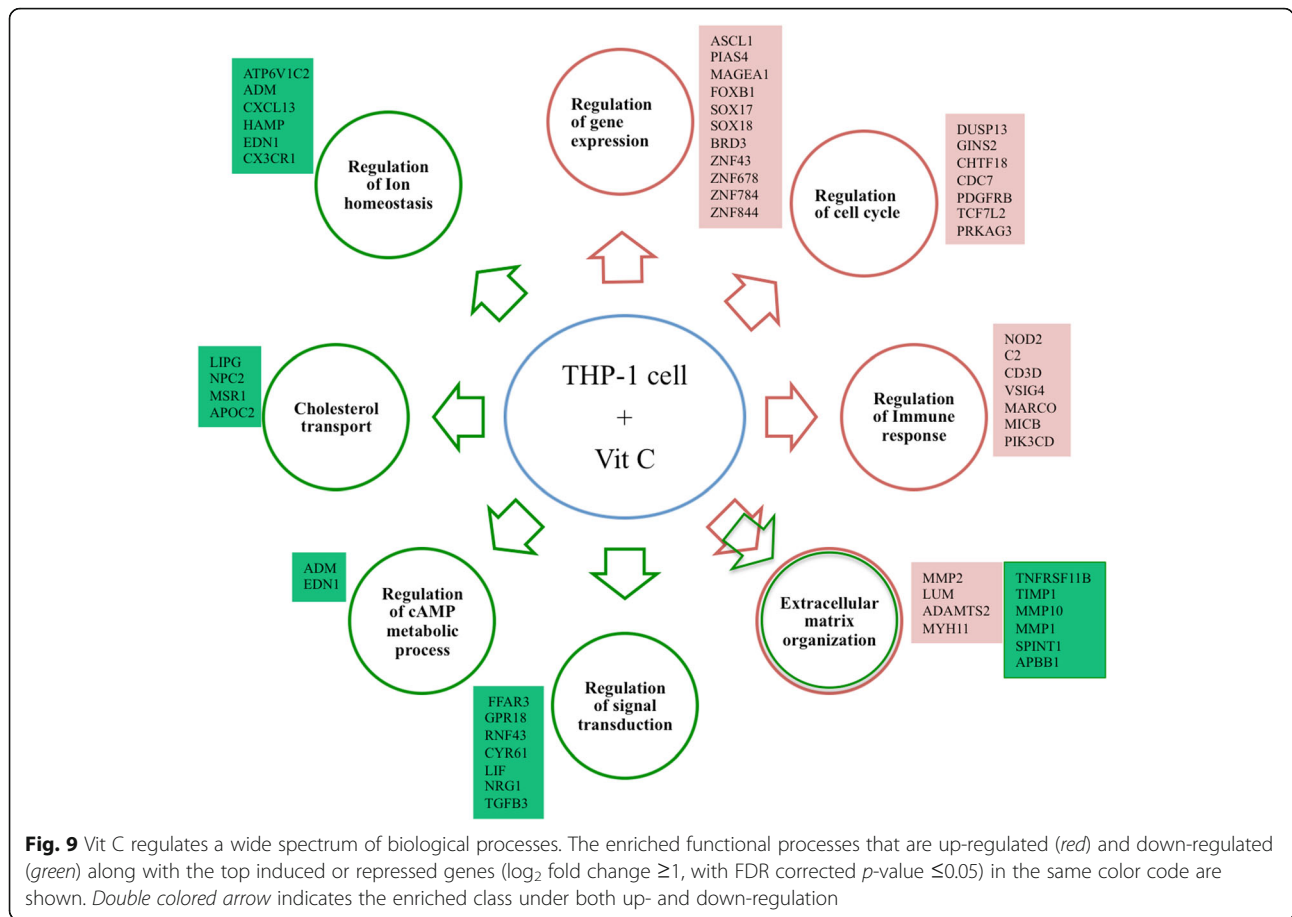 ATP6V1C2
ADM
CXCL13
HAMP
EDN1
CX3CR1
Regulation
of Ion
homeostasis
Regulation
of gene
expression
ASCL1
PIAS4
MAGEA1
FOXB1
SOX17
SOX18
BRD3
ZNF43
ZNF678
ZNF784
ZNF844
Regulation
of cell cycle
DUSP13
GINS2
CHTF18
CDC7
PDGFRB
TCF7L2
PRKAG3
LIPG
NPC2
MSR1
APOC2
Cholesterol
transport
THP-1 cell
+
Vit C
Regulation
of Immune
response
NOD2
C2
CD3D
VSIG4
MARCO
MICB
PIK3CD
ADM
EDN1
Regulation
of cAMP
metabolic
process
FFAR3
GPR18
RNF43
CYR61
LIF
NRG1
TGFB3
Regulation
of signal
transduction
Extracellular
matrix
organization
MMP2
LUM
ADAMTS2
MYH11
TNFRSF11B
TIMP1
MMP10
MMP1
SPINT1
APBB1
Fig. 9 Vit C regulates a wide spectrum of biological processes. The enriched functional processes that are up-regulated (red) and down-regulated
(green) along with the top induced or repressed genes (log₂ fold change ≥1, with FDR corrected p-value ≤0.05) in the same color code are
shown. Double colored arrow indicates the enriched class under both up- and down-regulation